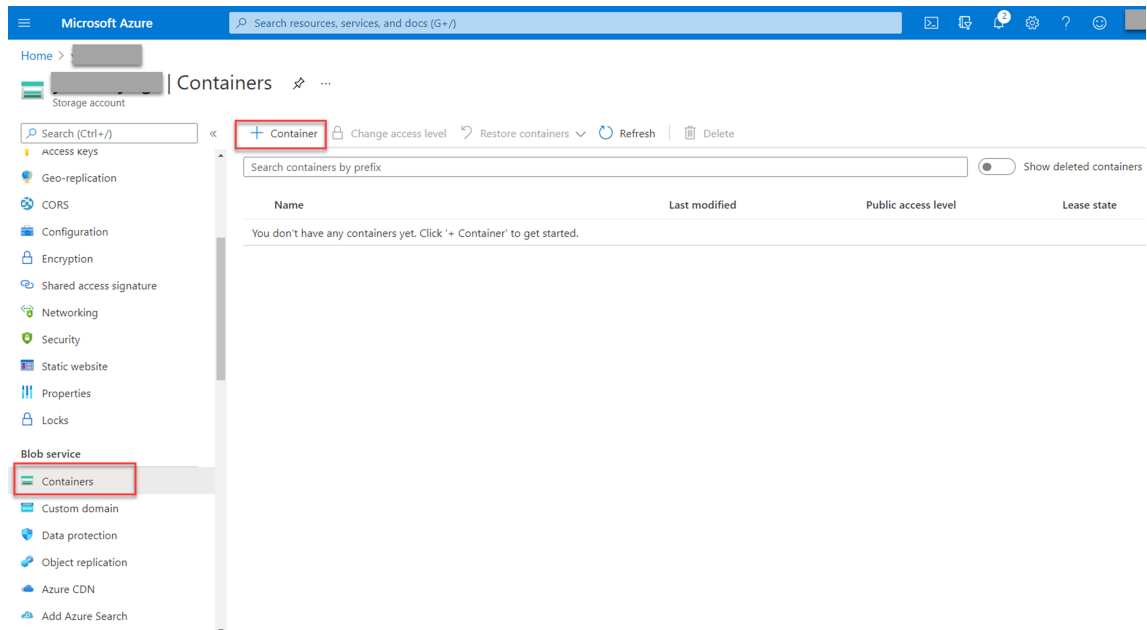 Microsoft Azure
Search resources, services, and docs (G+/)
2
Home >
| Containers
Storage account
Search (Ctrl+/)
«
+ Container
Change access level
Restore containers
Refresh
Delete
Access keys
Search containers by prefix
Show deleted containers
Geo-replication
CORS
Name
Last modified
Public access level
Lease state
Configuration
You don't have any containers yet. Click '+ Container' to get started.
Encryption
Shared access signature
Networking
Security
Static website
Properties
Locks
Blob service
Containers
Custom domain
Data protection
Object replication
Azure CDN
Add Azure Search